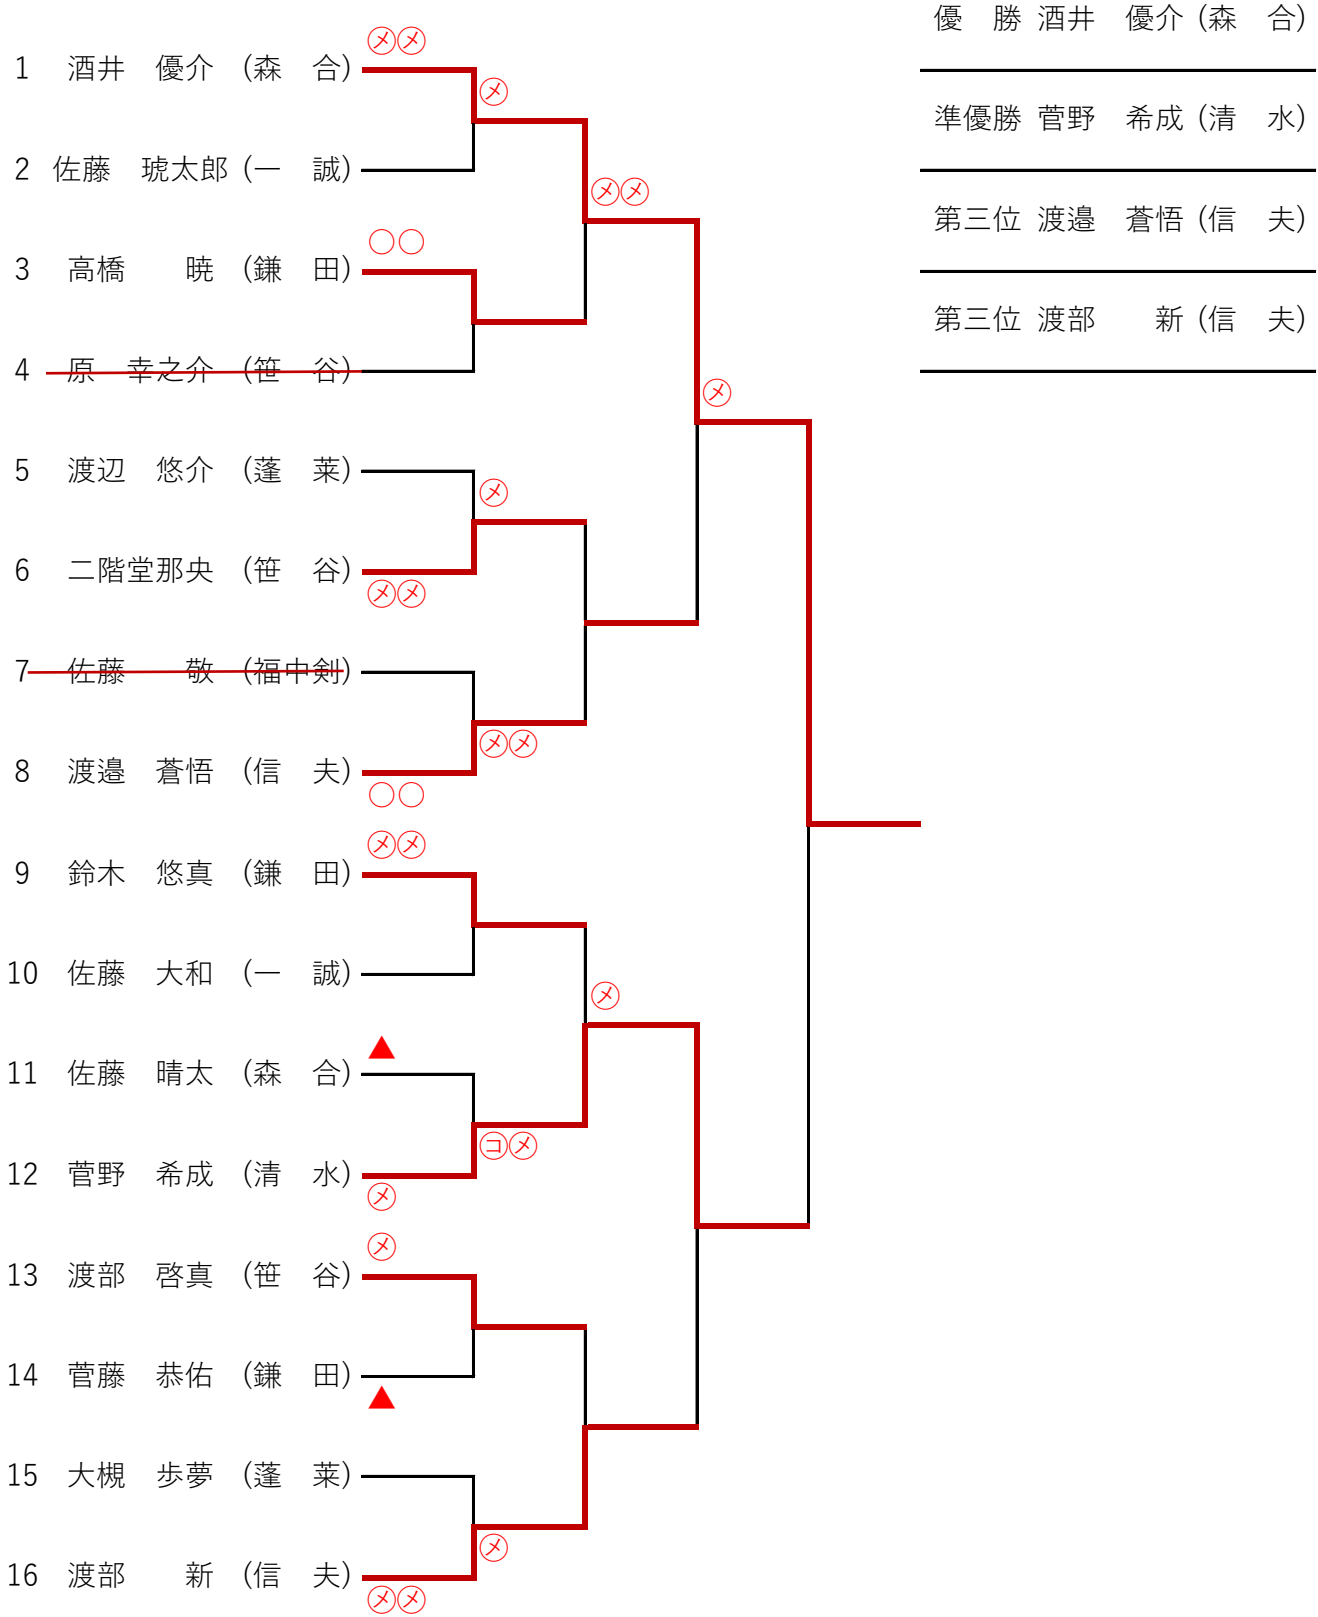 優　勝 酒井　優介（森　合）
㋱㋱
1 酒井　優介（森　合）
㋱
準優勝 菅野　希成（清　水）
2 佐藤　琥太郎（一　誠）
㋱㋱
第三位 渡邉　蒼悟（信　夫）
〇〇
3 高橋　　暁（鎌　田）
第三位 渡部　　新（信　夫）
4 原　幸之介（笹　谷）
㋱
5 渡辺　悠介（蓬　莱）
㋱
6 二階堂那央（笹　谷）
㋱㋱
7 佐藤　　敬（福中剣）
㋱㋱
8 渡邉　蒼悟（信　夫）
〇〇
㋱㋱
9 鈴木　悠真（鎌　田）
10 佐藤　大和（一　誠）
㋱
▲
11 佐藤　晴太（森　合）
㋙㋱
12 菅野　希成（清　水）
㋱
㋱
13 渡部　啓真（笹　谷）
14 菅藤　恭佑（鎌　田）
▲
15 大槻　歩夢（蓬　莱）
㋱
16 渡部　　新（信　夫）
㋱㋱